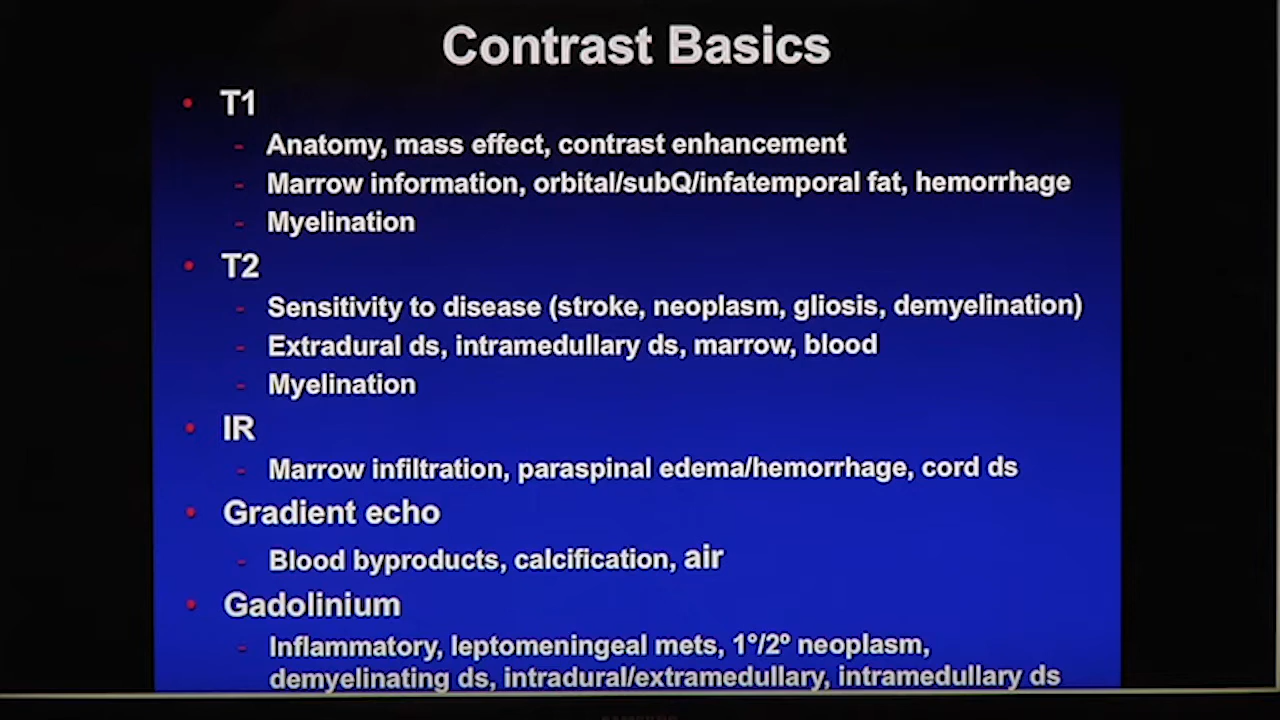 Contrast Basics
• T1
- Anatomy, mass effect, contrast enhancement
- Marrow information, orbital/subQ/infatemporal fat, hemorrhage
- Myelination
• T2
- Sensitivity to disease (stroke, neoplasm, gliosis, demyelination)
- Extradural ds, intramedullary ds, marrow, blood
- Myelination
• IR
- Marrow infiltration, paraspinal edema/hemorrhage, cord ds
• Gradient echo
- Blood byproducts, calcification, air
• Gadolinium
- Inflammatory, leptomeningeal mets, 1°/2º neoplasm,
demyelinating ds, intradural/extramedullary, intramedullary ds
SAMSUNG